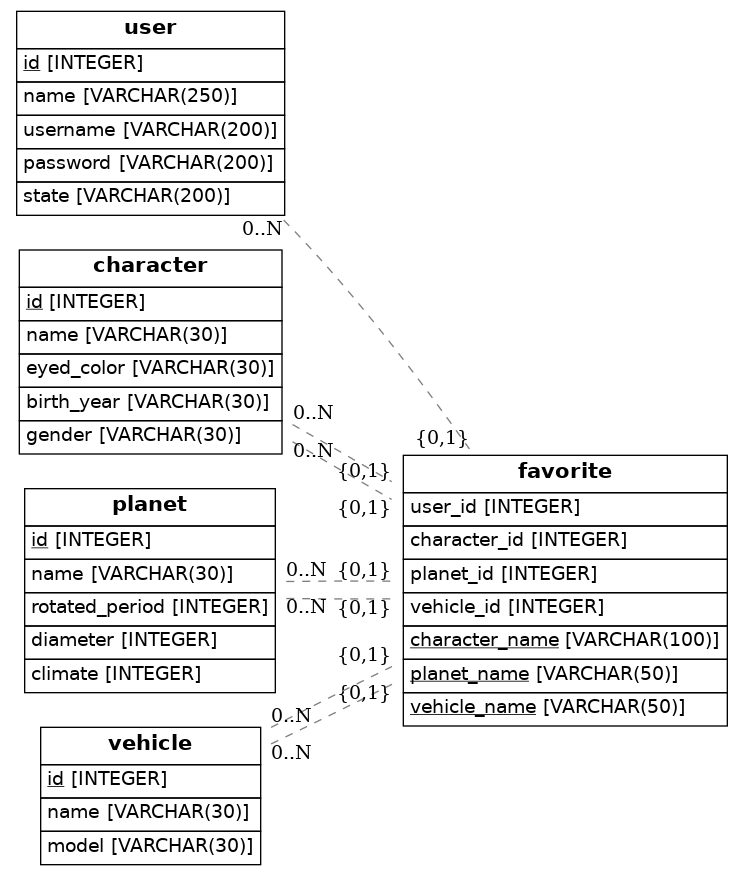 user
id [INTEGER]
name [VARCHAR(250)]
username [VARCHAR(200)]
password [VARCHAR(200)]
state [VARCHAR(200)]
0..N
character
id [INTEGER]
name [VARCHAR(30)]
eyed_color [VARCHAR(30)]
birth_year [VARCHAR(30)]
gender [VARCHAR(30)]
0..N
0..N
{0,1}
{0,1}
{0,1}
favorite
user_id [INTEGER]
character_id [INTEGER]
planet_id [INTEGER]
vehicle_id [INTEGER]
character_name [VARCHAR(100)]
planet_name [VARCHAR(50)]
vehicle_name [VARCHAR(50)]
planet
id [INTEGER]
name [VARCHAR(30)]
rotated_period [INTEGER]
diameter [INTEGER]
climate [INTEGER]
0..N {0,1}
0..N {0,1}
{0,1}
{0,1}
0..N
0..N
vehicle
id [INTEGER]
name [VARCHAR(30)]
model [VARCHAR(30)]